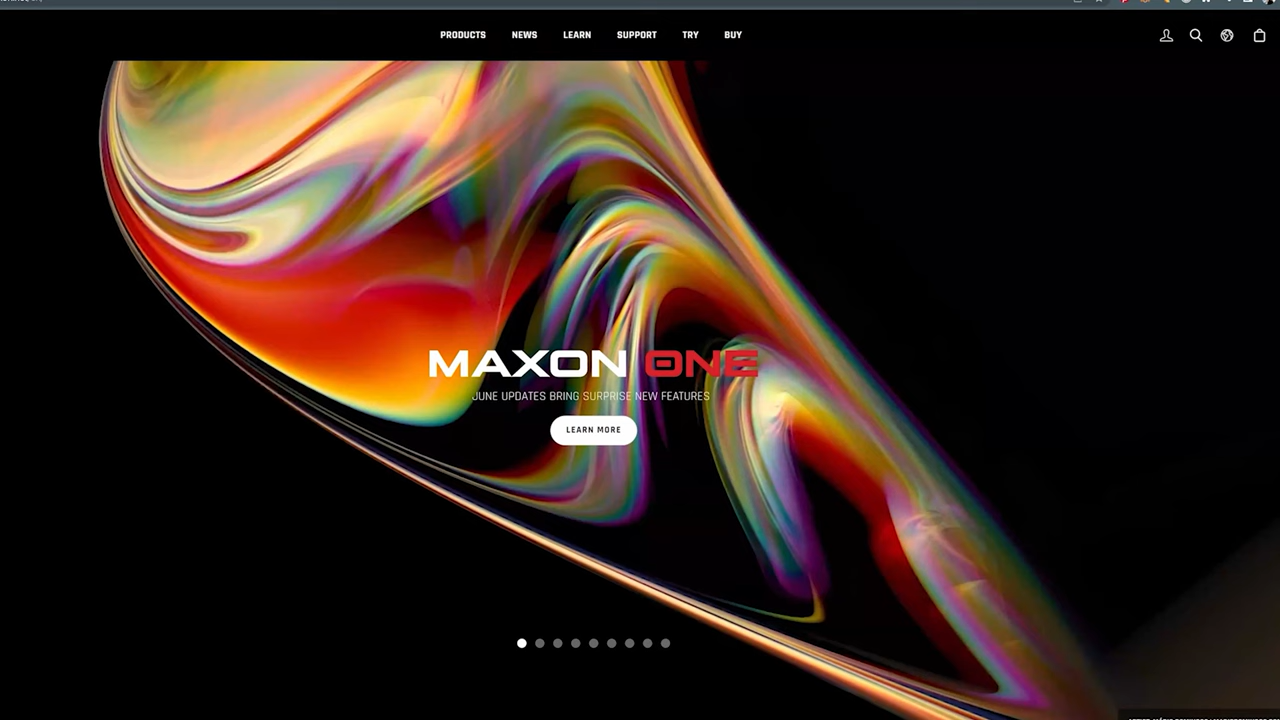 PRODUCTS NEWS LEARN SUPPORT TRY BUY
MAXON ONE
JUNE UPDATES BRING SURPRISE NEW FEATURES
LEARN MORE